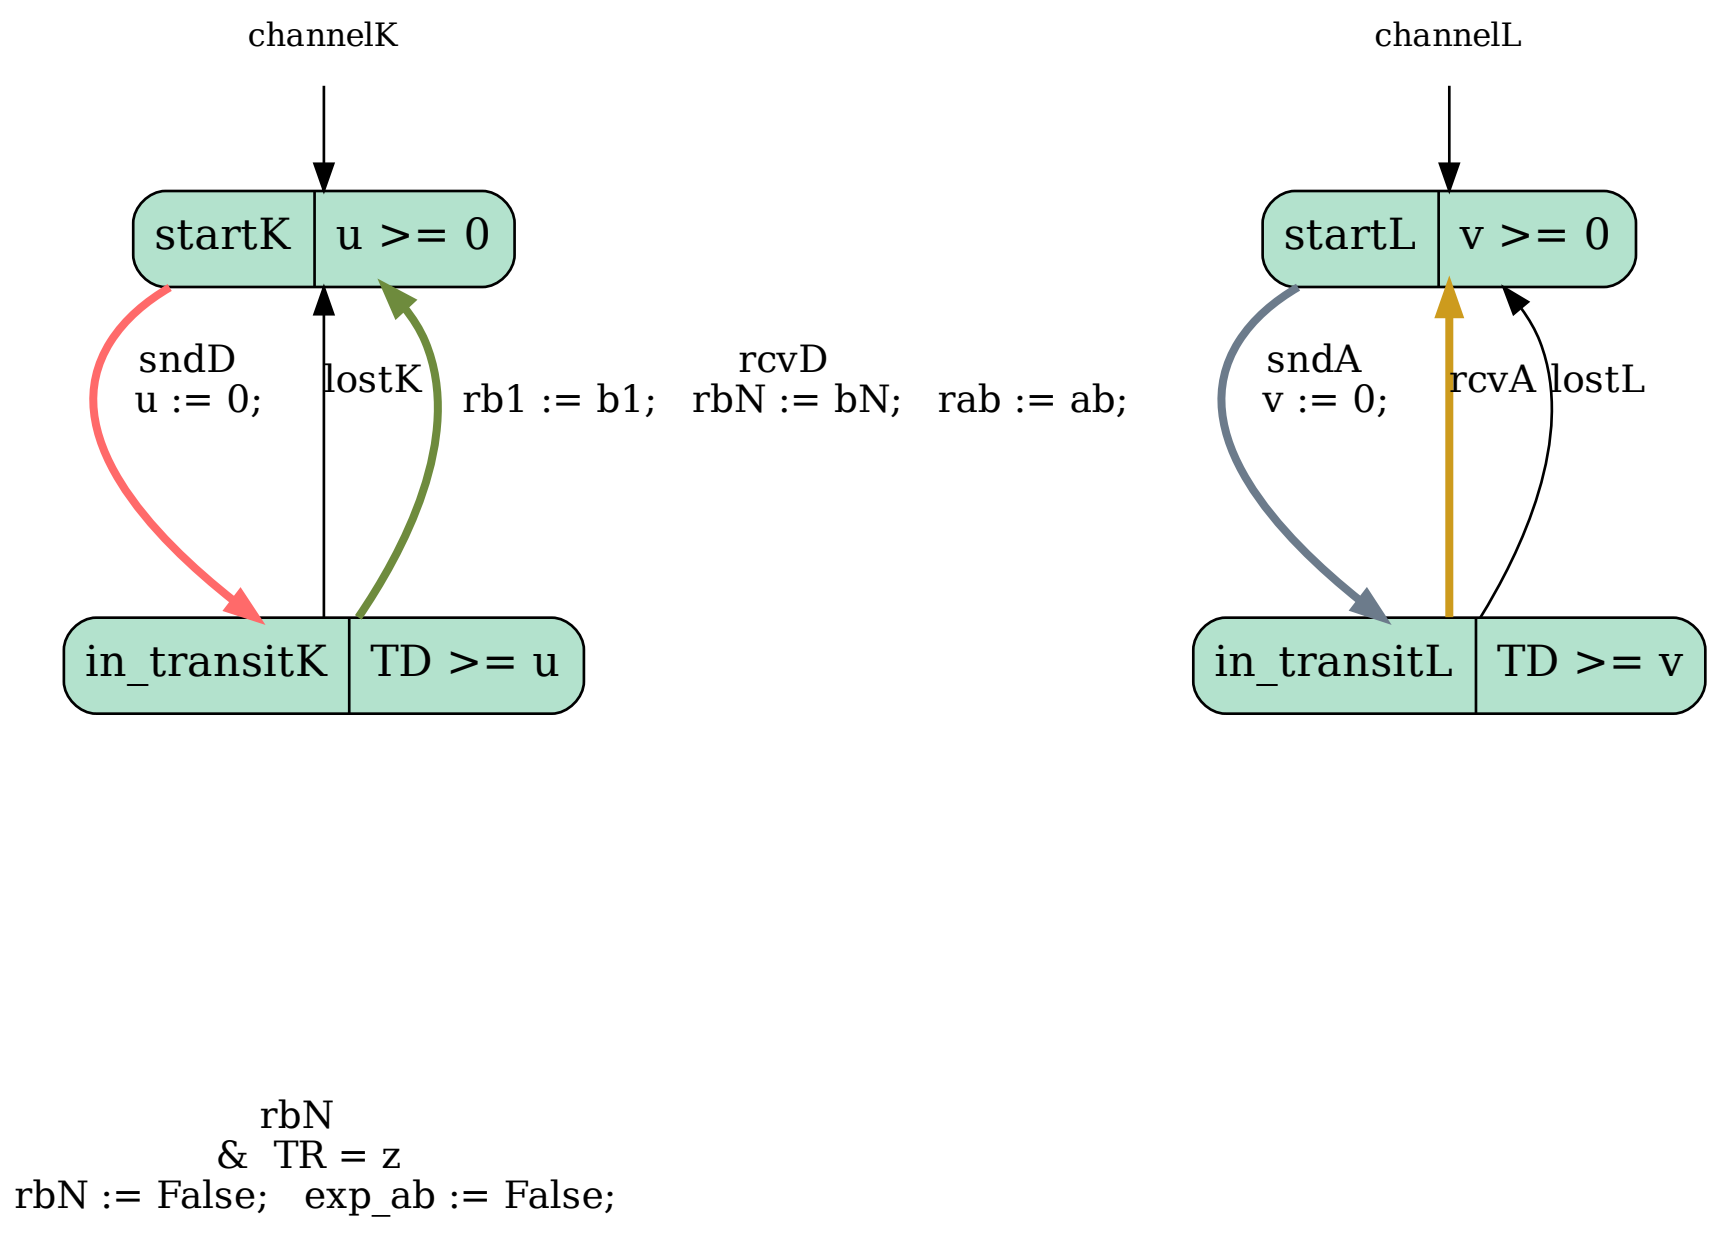 channelK
channelL
startK
u >= 0
startL
v >= 0
sndD
u := 0;
lostK
rcvD
rb1 := b1;   rbN := bN;   rab := ab;
sndA
v := 0;
rcvA
lostL
in_transitK
TD >= u
in_transitL
TD >= v
rbN
&  TR = z
rbN := False;   exp_ab := False;